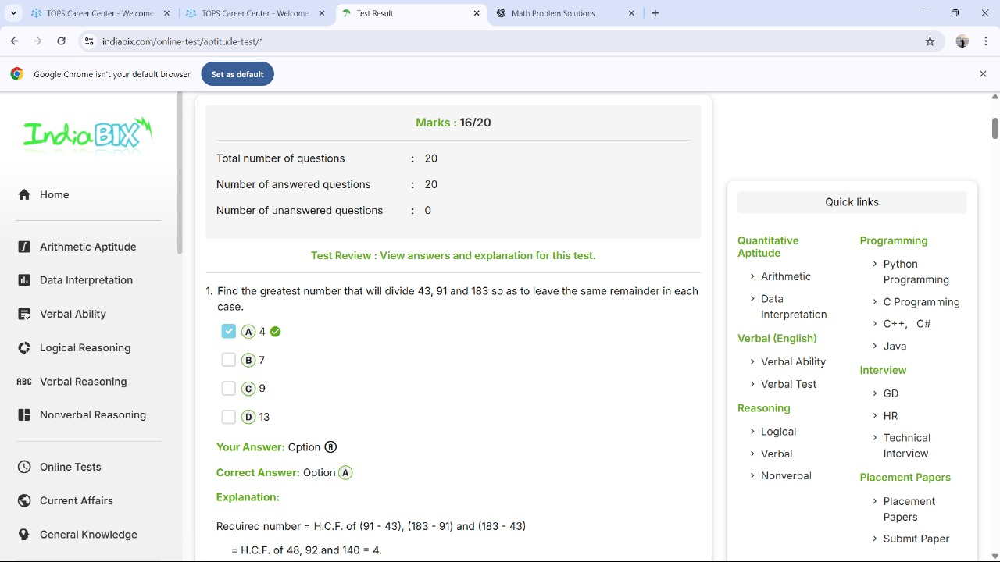 TOPS Career Center - Welcome
TOPS Career Center - Welcome
Test Result
Math Problem Solutions
indiabix.com/online-test/aptitude-test/1
Google Chrome isn't your default browser
Set as default
IndiaBIX
Home
Arithmetic Aptitude
Data Interpretation
Verbal Ability
Logical Reasoning
ABC Verbal Reasoning
Nonverbal Reasoning
Online Tests
Current Affairs
General Knowledge
Marks : 16/20
Total number of questions : 20
Number of answered questions : 20
Number of unanswered questions : 0
Test Review : View answers and explanation for this test.
1. Find the greatest number that will divide 43, 91 and 183 so as to leave the same remainder in each
case.
A 4
B 7
C 9
D 13
Your Answer: Option A
Correct Answer: Option A
Explanation:
Required number = H.C.F. of (91 - 43), (183 - 91) and (183 - 43)
= H.C.F. of 48, 92 and 140 = 4.
Quick links
Quantitative
Aptitude
Arithmetic
Data
Interpretation
Verbal (English)
Verbal Ability
Verbal Test
Reasoning
Logical
Verbal
Nonverbal
Programming
Python
Programming
C Programming
C++, C#
Java
Interview
GD
HR
Technical
Interview
Placement Papers
Placement
Papers
Submit Paper